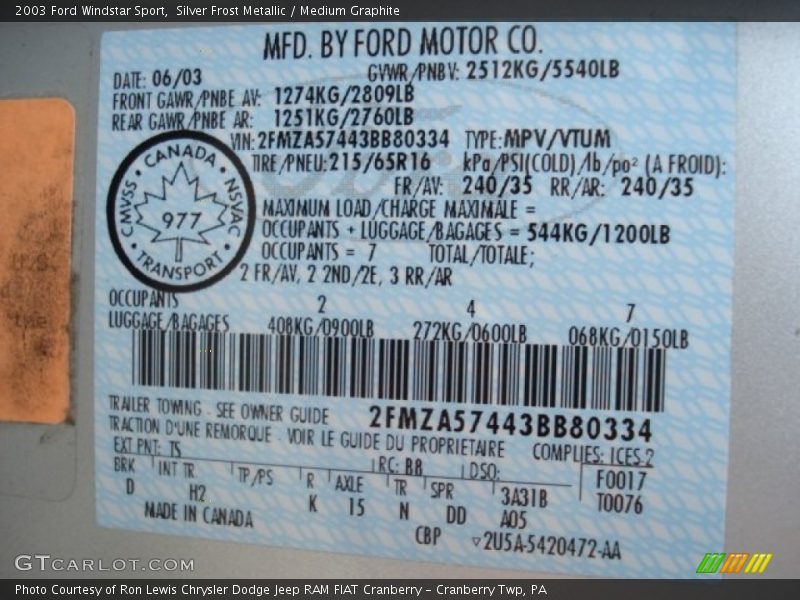 2003 Ford Windstar Sport,  Silver Frost Metallic / Medium Graphite
MFD. BY FORD MOTOR CO.
DATE: 06/03 GVWR/PNBV: 2512KG/5540LB
FRONT GAWR/PNBE AV: 1274KG/2809LB
REAR GAWR/PNBE AR: 1251KG/2760LB
VIN: 2FMZA57443BB80334 TYPE: MPV/VTUM
TIRE/PNEU: 215/65R16 kPa/PSI(COLD)/lb/po² (A FROID):
FR/AV: 240/35 RR/AR: 240/35
CANADA
CMVSS · NSVAC
977
TRANSPORT
MAXIMUM LOAD/CHARGE MAXIMALE =
OCCUPANTS + LUGGAGE/BAGAGES = 544KG/1200LB
OCCUPANTS = 7 TOTAL/TOTALE;
2 FR/AV, 2 2ND/2E, 3 RR/AR
OCCUPANTS 2 4 7
LUGGAGE/BAGAGES 408KG/0900LB 272KG/0600LB 068KG/0150LB
TRAILER TOWING - SEE OWNER GUIDE 2FMZA57443BB80334
TRACTION D'UNE REMORQUE - VOIR LE GUIDE DU PROPRIETAIRE COMPLIES: ICES-2
EXT PNT: TS RC: B8 DSO: F0017
BRK INT TR TP/PS R AXLE TR SPR 3A31B T0076
D H2 K 15 N DD A05
MADE IN CANADA CBP ▽2U5A-5420472-AA
GTCARLOT.COM
Photo Courtesy of Ron Lewis Chrysler Dodge Jeep RAM FIAT Cranberry - Cranberry Twp, PA